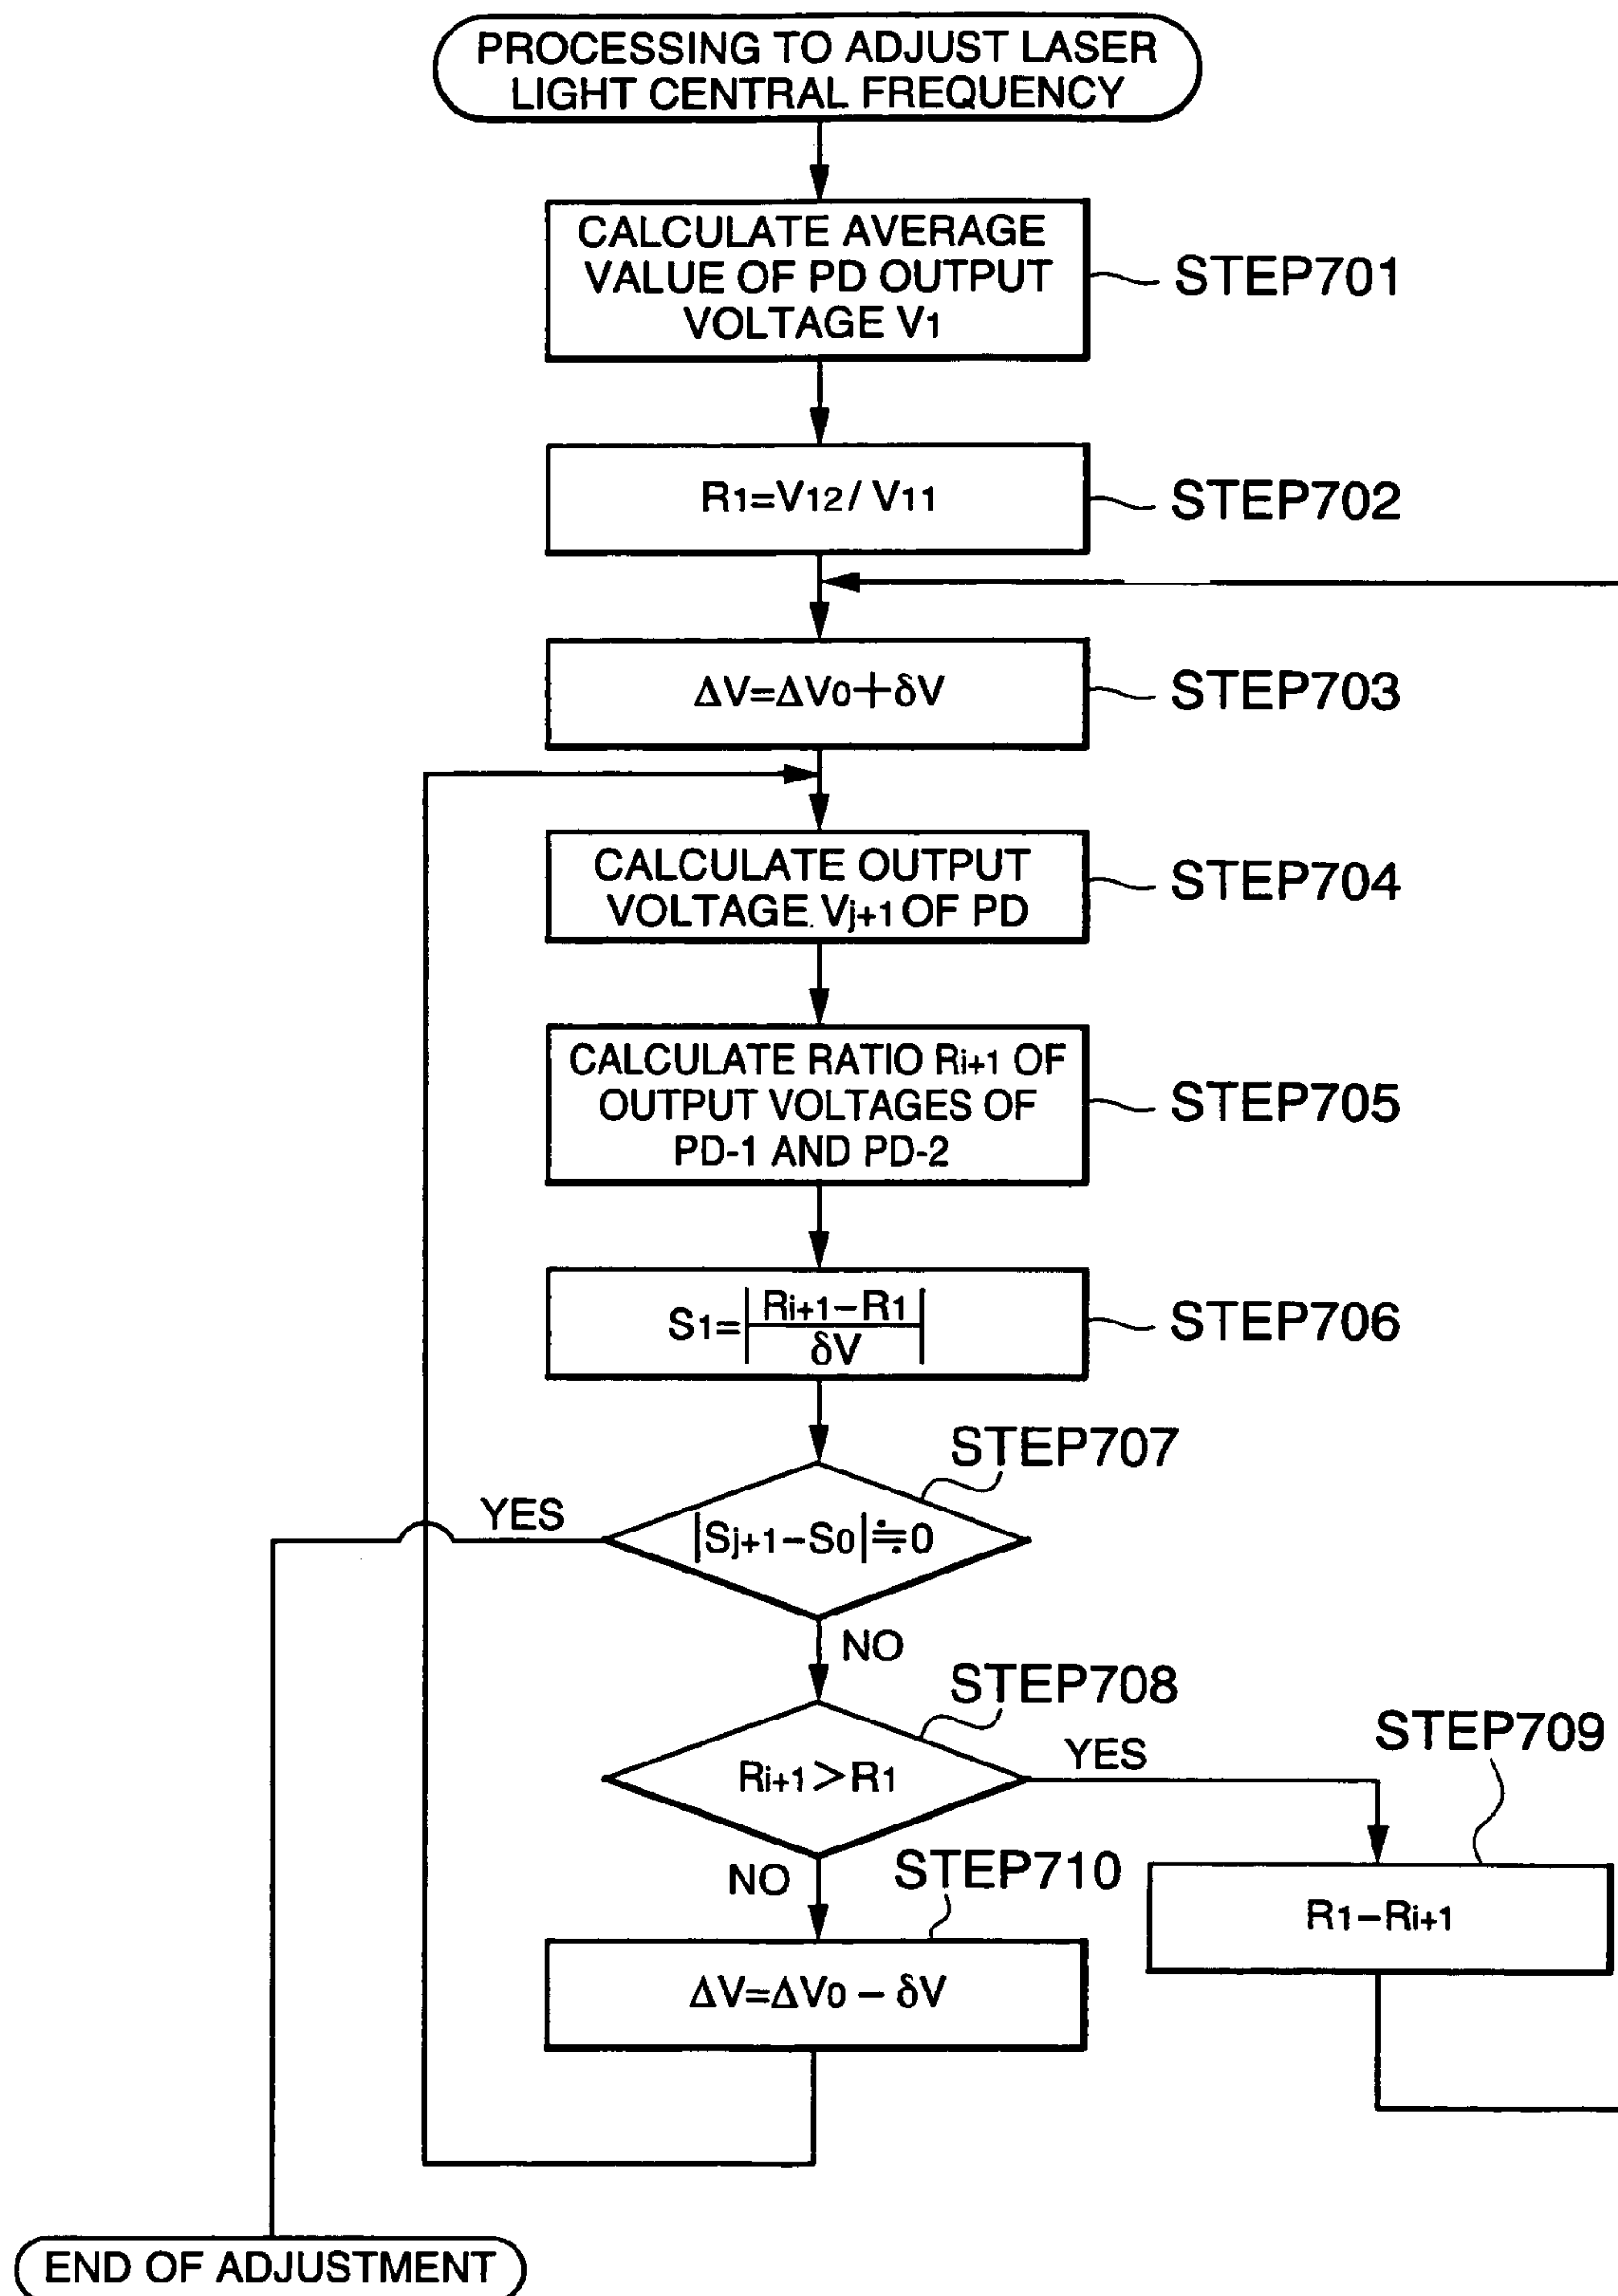 PROCESSING TO ADJUST LASER
LIGHT CENTRAL FREQUENCY
CALCULATE AVERAGE
VALUE OF PD OUTPUT
VOLTAGE V1
STEP701
R1=V12/ V11
STEP702
ΔV=ΔV0+δV
STEP703
CALCULATE OUTPUT
VOLTAGE. Vj+1 OF PD
STEP704
CALCULATE RATIO Ri+1 OF
OUTPUT VOLTAGES OF
PD-1 AND PD-2
STEP705
S1=|Ri+1−R1/δV|
STEP706
STEP707
YES
|Sj+1−S0|≒0
NO
STEP708
Ri+1>R1
YES
STEP709
NO
STEP710
R1−Ri+1
ΔV=ΔV0 − δV
END OF ADJUSTMENT